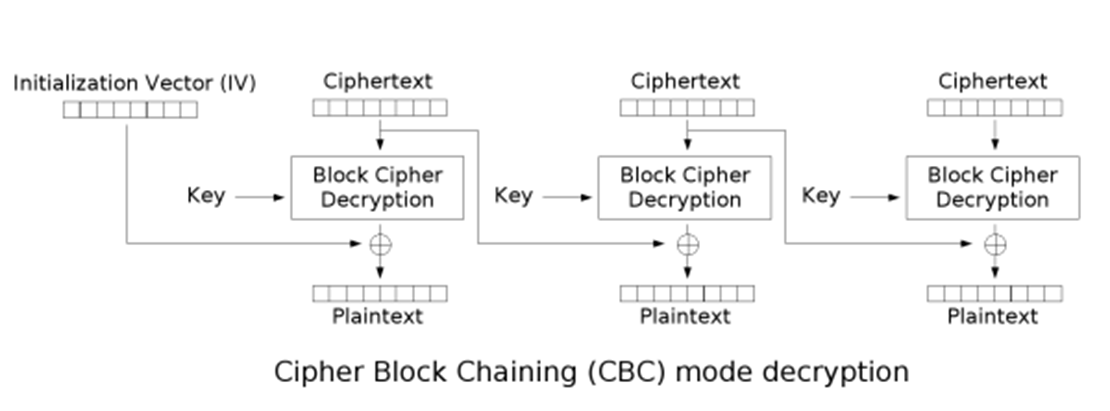 Initialization Vector (IV)
Ciphertext
Ciphertext
Ciphertext
Key
Block Cipher
Decryption
Key
Block Cipher
Decryption
Key
Block Cipher
Decryption
Plaintext
Plaintext
Plaintext
Cipher Block Chaining (CBC) mode decryption